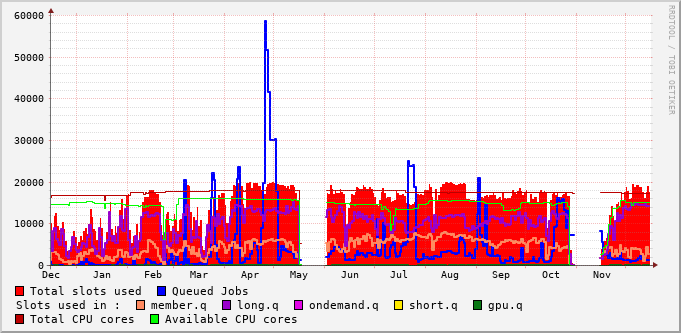 60000
50000
40000
30000
20000
10000
0
Dec Jan Feb Mar Apr May Jun Jul Aug Sep Oct Nov
Total slots used Queued Jobs
Slots used in : member.q long.q ondemand.q short.q gpu.q
Total CPU cores Available CPU cores
RRDTOOL / TOBI OETIKER